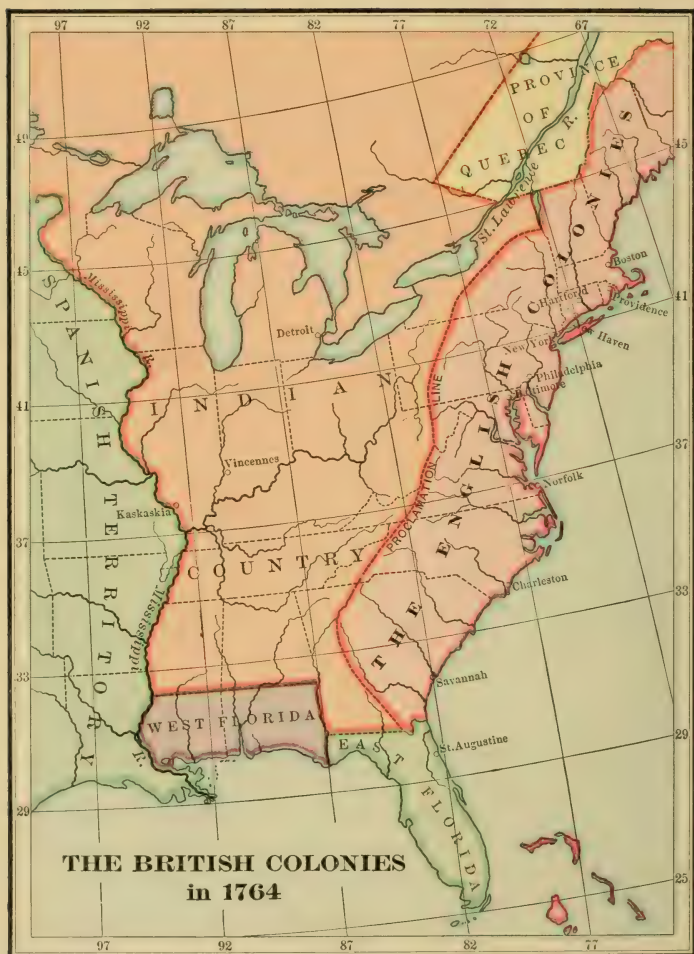 97 92 87 82 77 72 67
PROVINCE
OF
QUEBEC
St. Lawrence R.
49
45
45
41
41
37
37
33
33
29
29
25
SPANISH TERRITORY
Mississippi R.
Mississippi
R.
INDIAN
COUNTRY
Detroit
Vincennes
Kaskaskia
PROCLAMATION LINE
THE ENGLISH COLONIES
Boston
Hartford
Providence
New York
Haven
Philadelphia
Baltimore
Norfolk
Charleston
Savannah
St. Augustine
WEST FLORIDA
EAST
FLORIDA
THE BRITISH COLONIES
in 1764
97 92 87 82 77